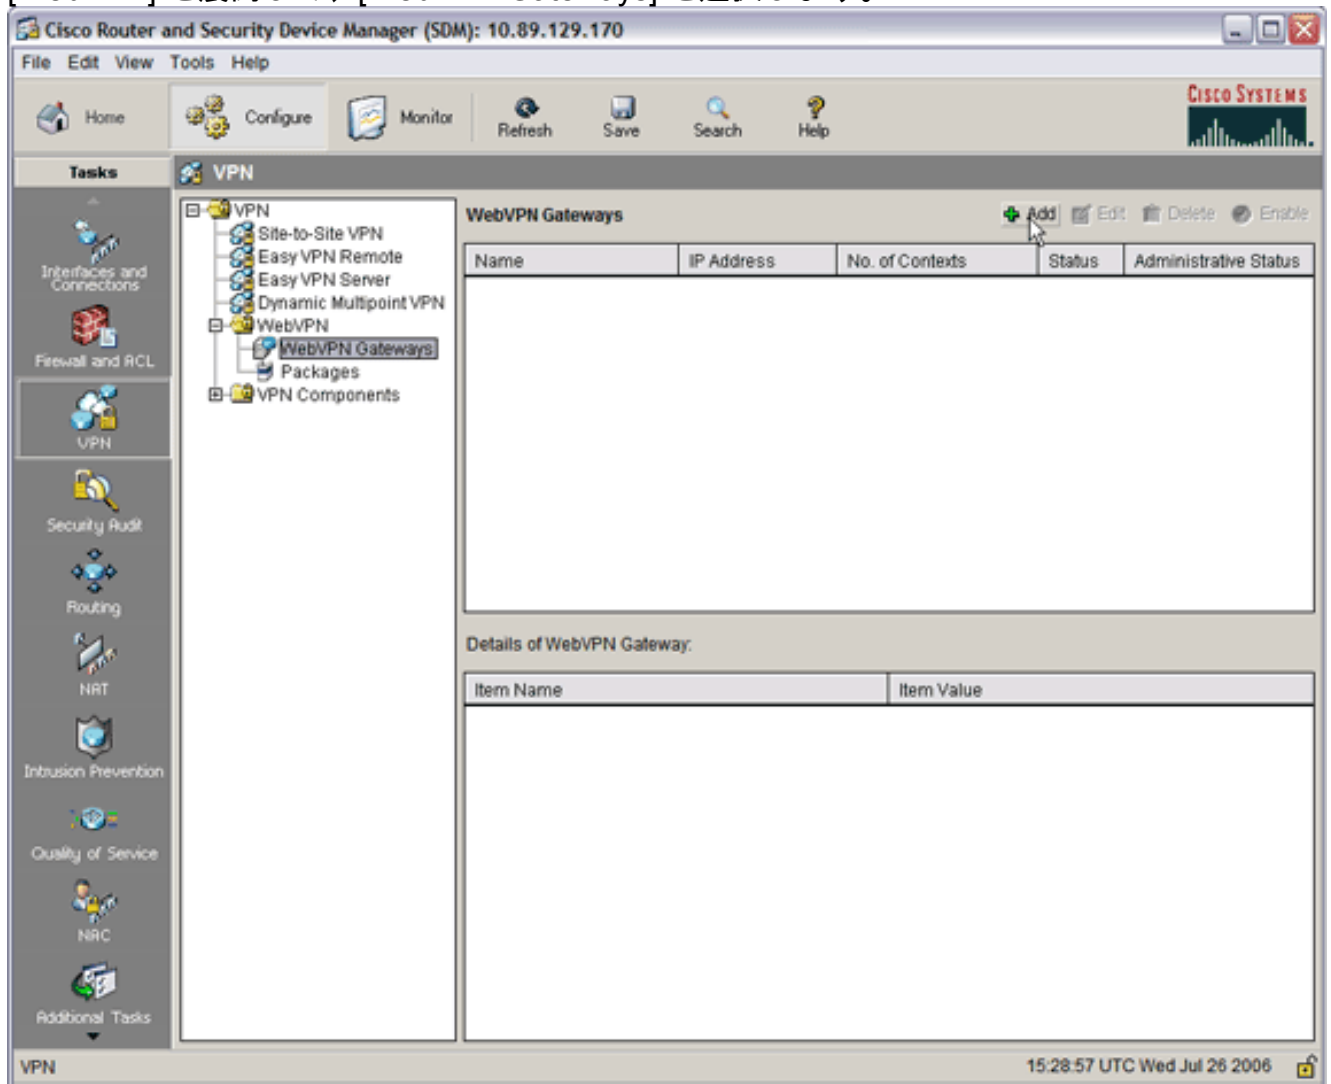 Cisco Router and Security Device Manager (SDM): 10.89.129.170
File Edit View Tools Help
Home Configure Monitor Refresh Save Search Help
CISCO SYSTEMS
Tasks
VPN
Interfaces and Connections
Firewall and ACL
VPN
Security Audit
Routing
NAT
Intrusion Prevention
Quality of Service
NAC
Additional Tasks
VPN
Site-to-Site VPN
Easy VPN Remote
Easy VPN Server
Dynamic Multipoint VPN
WebVPN
WebVPN Gateways
Packages
VPN Components
WebVPN Gateways
Add Edit Delete Enable
Name IP Address No. of Contexts Status Administrative Status
Details of WebVPN Gateway:
Item Name Item Value
VPN
15:28:57 UTC Wed Jul 26 2006